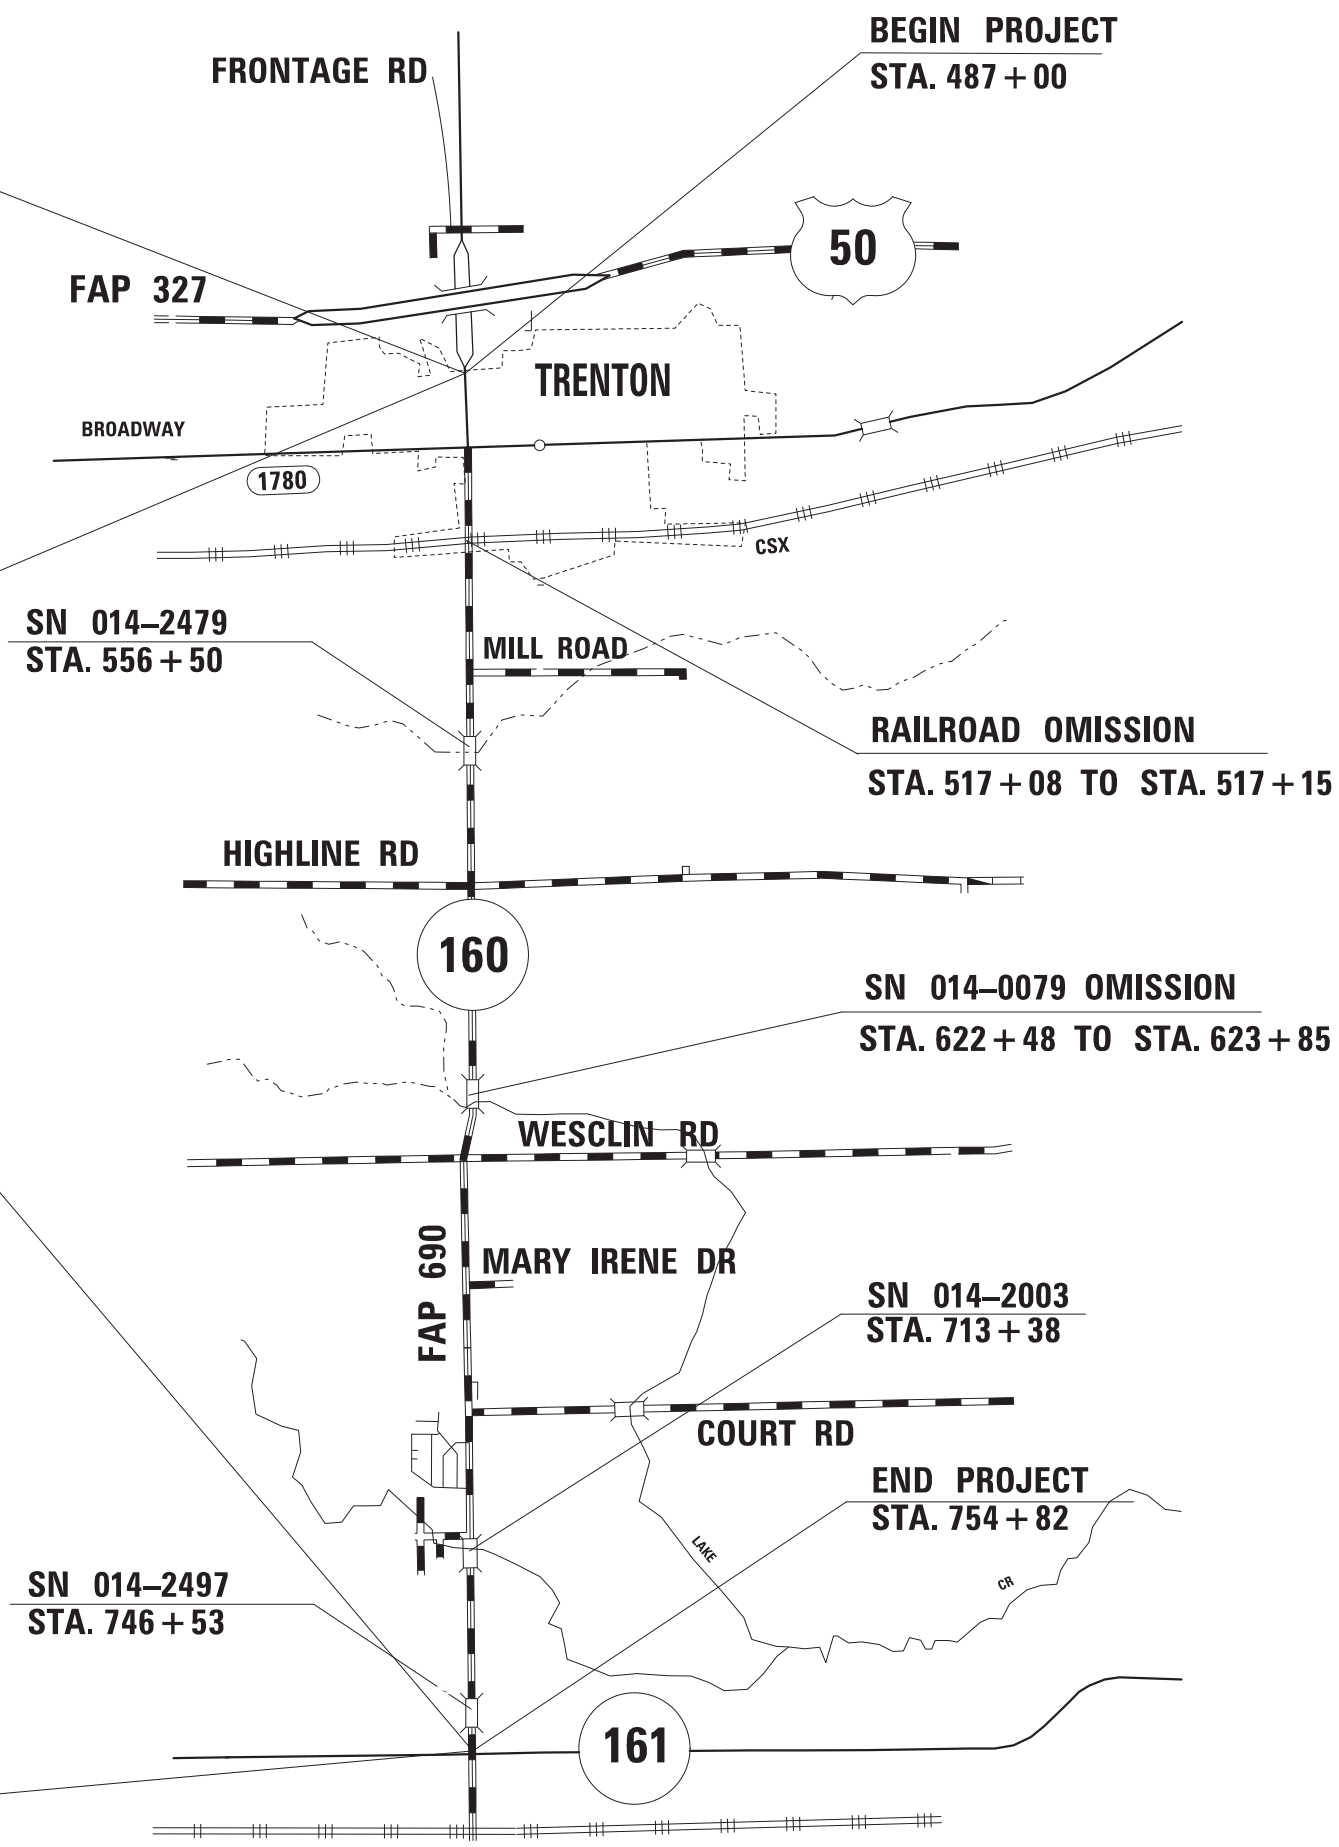 BEGIN PROJECT
STA. 487+00
FRONTAGE RD
50
FAP 327
TRENTON
BROADWAY
1780
CSX
SN 014–2479
STA. 556+50
MILL ROAD
RAILROAD OMISSION
STA. 517+08 TO STA. 517+15
HIGHLINE RD
160
SN 014–0079 OMISSION
STA. 622+48 TO STA. 623+85
WESCLIN RD
FAP 690
MARY IRENE DR
SN 014–2003
STA. 713+38
COURT RD
END PROJECT
STA. 754+82
LAKE
CR
SN 014–2497
STA. 746+53
161